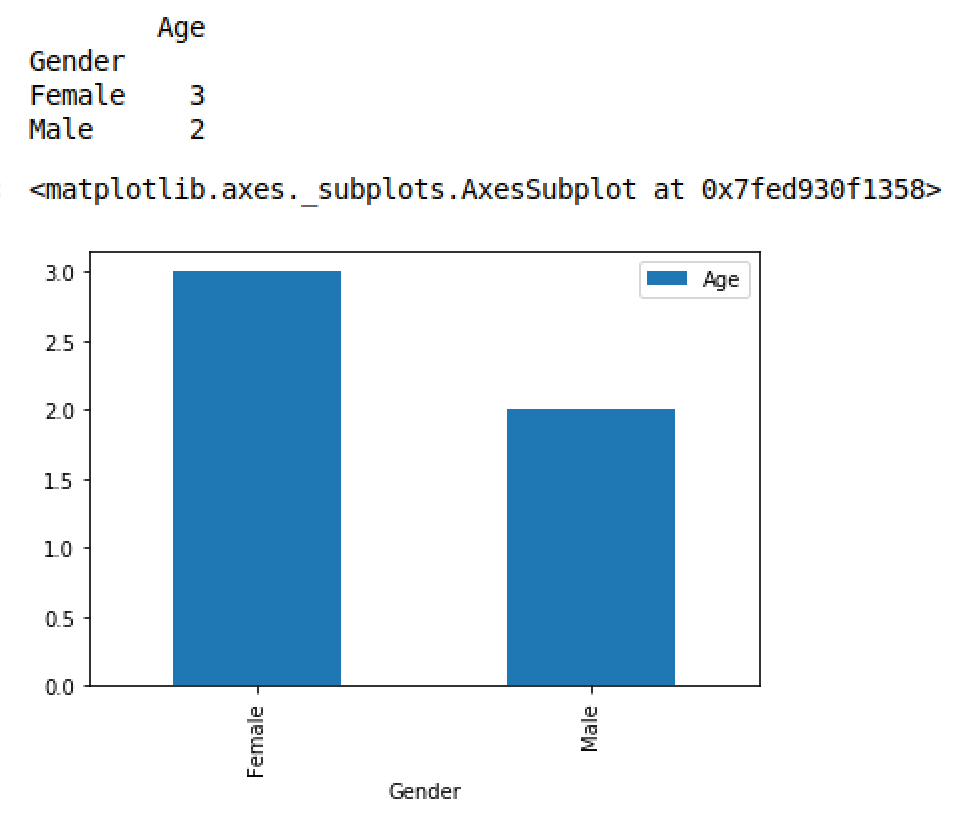 Age
Gender
Female 3
Male 2
: <matplotlib.axes._subplots.AxesSubplot at 0x7fed930f1358>
Age
3.0
2.5
2.0
1.5
1.0
0.5
0.0
Female
Male
Gender